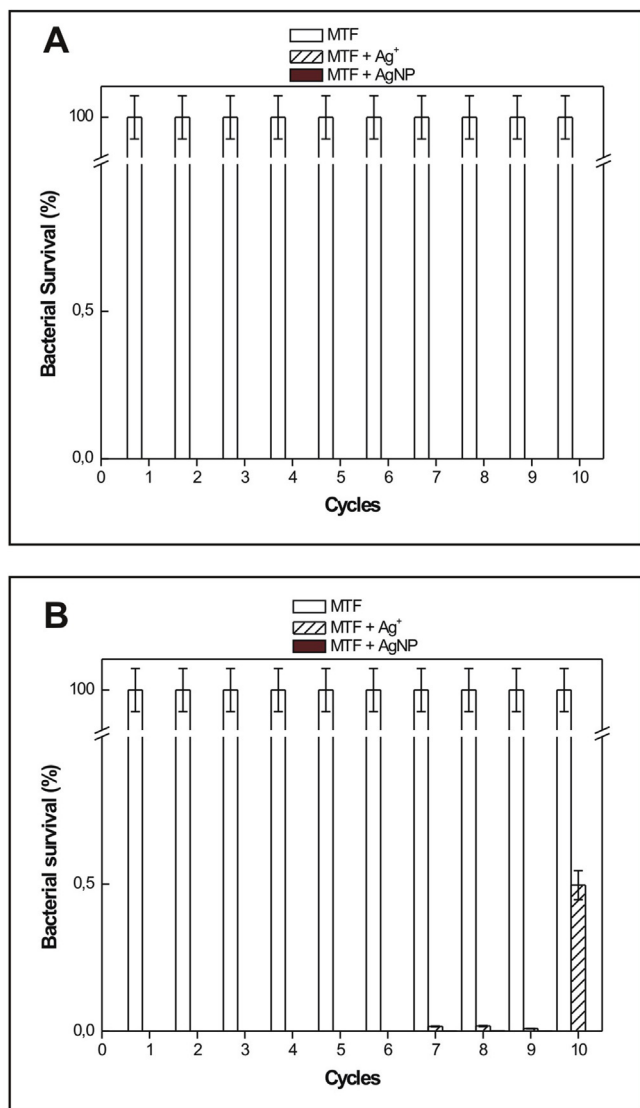 A
MTF
MTF + Ag⁺
MTF + AgNP
100
0,5
0,0
Bacterial Survival (%)
0 1 2 3 4 5 6 7 8 9 10
Cycles
B
MTF
MTF + Ag⁺
MTF + AgNP
100
0,5
0,0
Bacterial survival (%)
0 1 2 3 4 5 6 7 8 9 10
Cycles